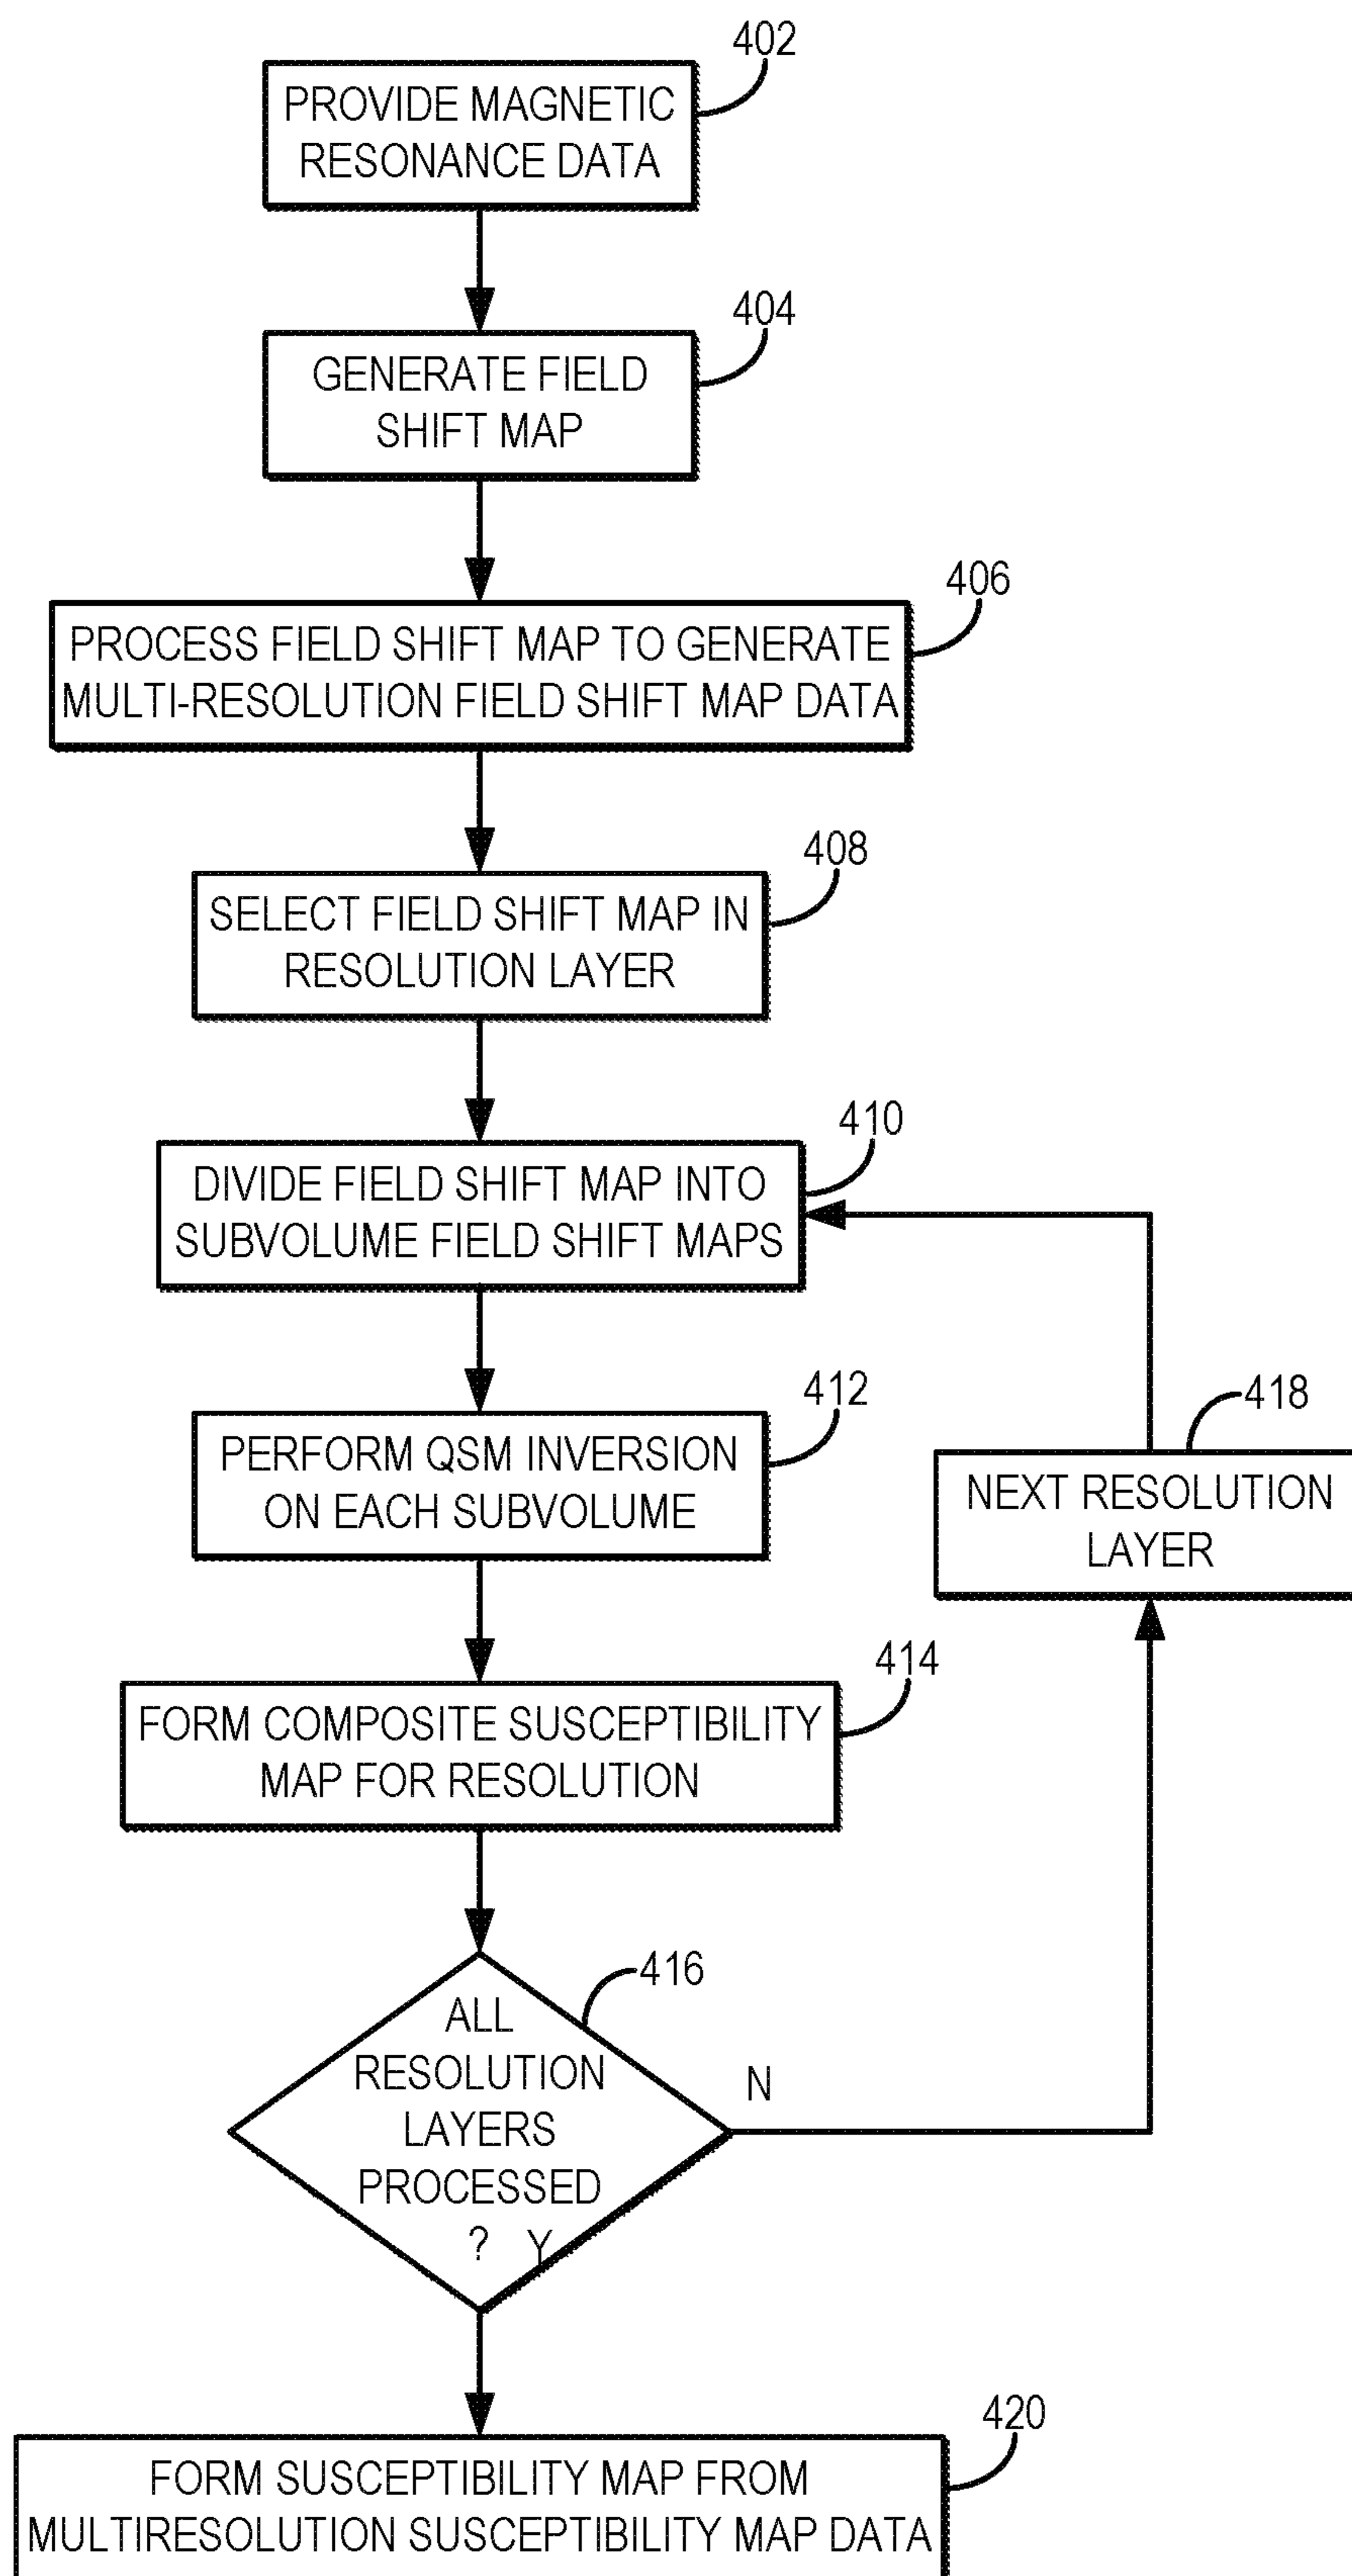 402
PROVIDE MAGNETIC
RESONANCE DATA
404
GENERATE FIELD
SHIFT MAP
406
PROCESS FIELD SHIFT MAP TO GENERATE
MULTI-RESOLUTION FIELD SHIFT MAP DATA
408
SELECT FIELD SHIFT MAP IN
RESOLUTION LAYER
410
DIVIDE FIELD SHIFT MAP INTO
SUBVOLUME FIELD SHIFT MAPS
412
PERFORM QSM INVERSION
ON EACH SUBVOLUME
418
NEXT RESOLUTION
LAYER
414
FORM COMPOSITE SUSCEPTIBILITY
MAP FOR RESOLUTION
416
ALL
RESOLUTION
LAYERS
PROCESSED
?
N
Y
420
FORM SUSCEPTIBILITY MAP FROM
MULTIRESOLUTION SUSCEPTIBILITY MAP DATA